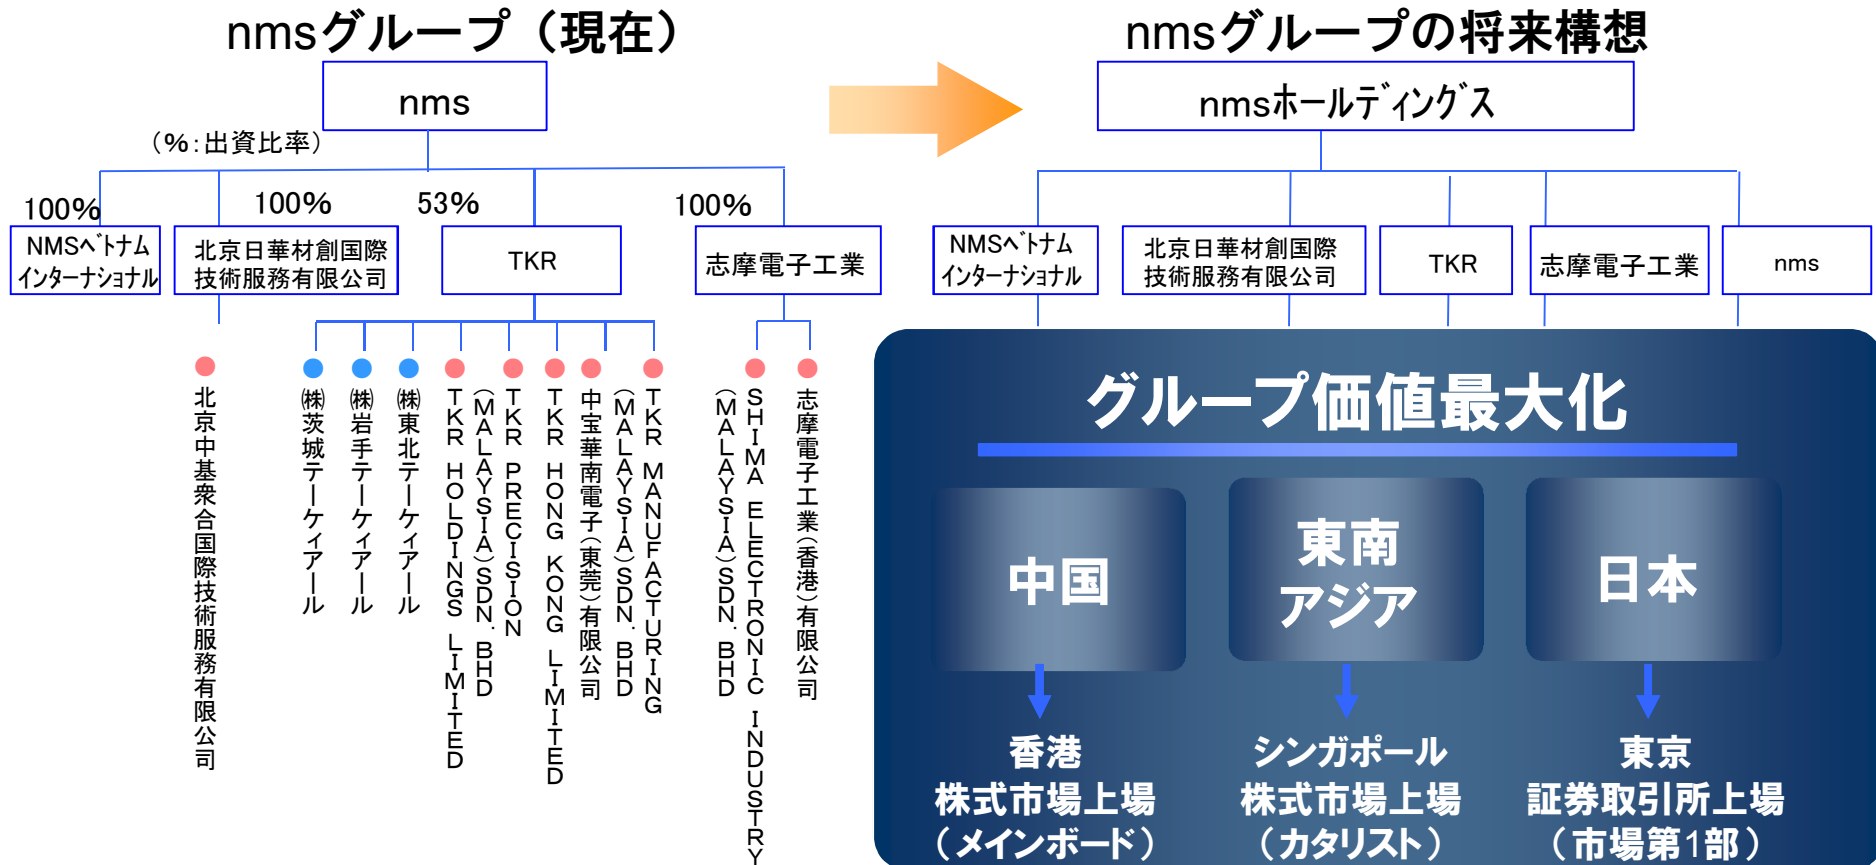 nmsグループ（現在）
nms
（%：出資比率）
100%
100%
53%
100%
NMSベトナム
インターナショナル
北京日華材創国際
技術服務有限公司
TKR
志摩電子工業
北京中基衆合国際技術服務有限公司
㈱茨城テーケィアール
㈱岩手テーケィアール
㈱東北テーケィアール
TKR HOLDINGS LIMITED
TKR PRECISION
(MALAYSIA)SDN. BHD
TKR HONG KONG LIMITED
中宝華南電子（東莞）有限公司
TKR MANUFACTURING
(MALAYSIA)SDN. BHD
SHIMA ELECTRONIC INDUSTRY
(MALAYSIA)SDN. BHD
志摩電子工業（香港）有限公司
nmsグループの将来構想
nmsホールディングス
NMSベトナム
インターナショナル
北京日華材創国際
技術服務有限公司
TKR
志摩電子工業
nms
グループ価値最大化
中国
東南
アジア
日本
香港
株式市場上場
（メインボード）
シンガポール
株式市場上場
（カタリスト）
東京
証券取引所上場
（市場第1部）